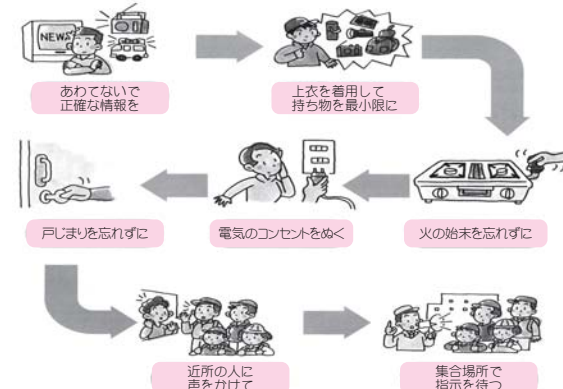 NEWS
あわてないで
正確な情報を
上衣を着用して
持ち物を最小限に
火の始末を忘れずに
電気のコンセントをぬく
戸じまりを忘れずに
近所の人に
声をかけて
集合場所で
指示を待つ